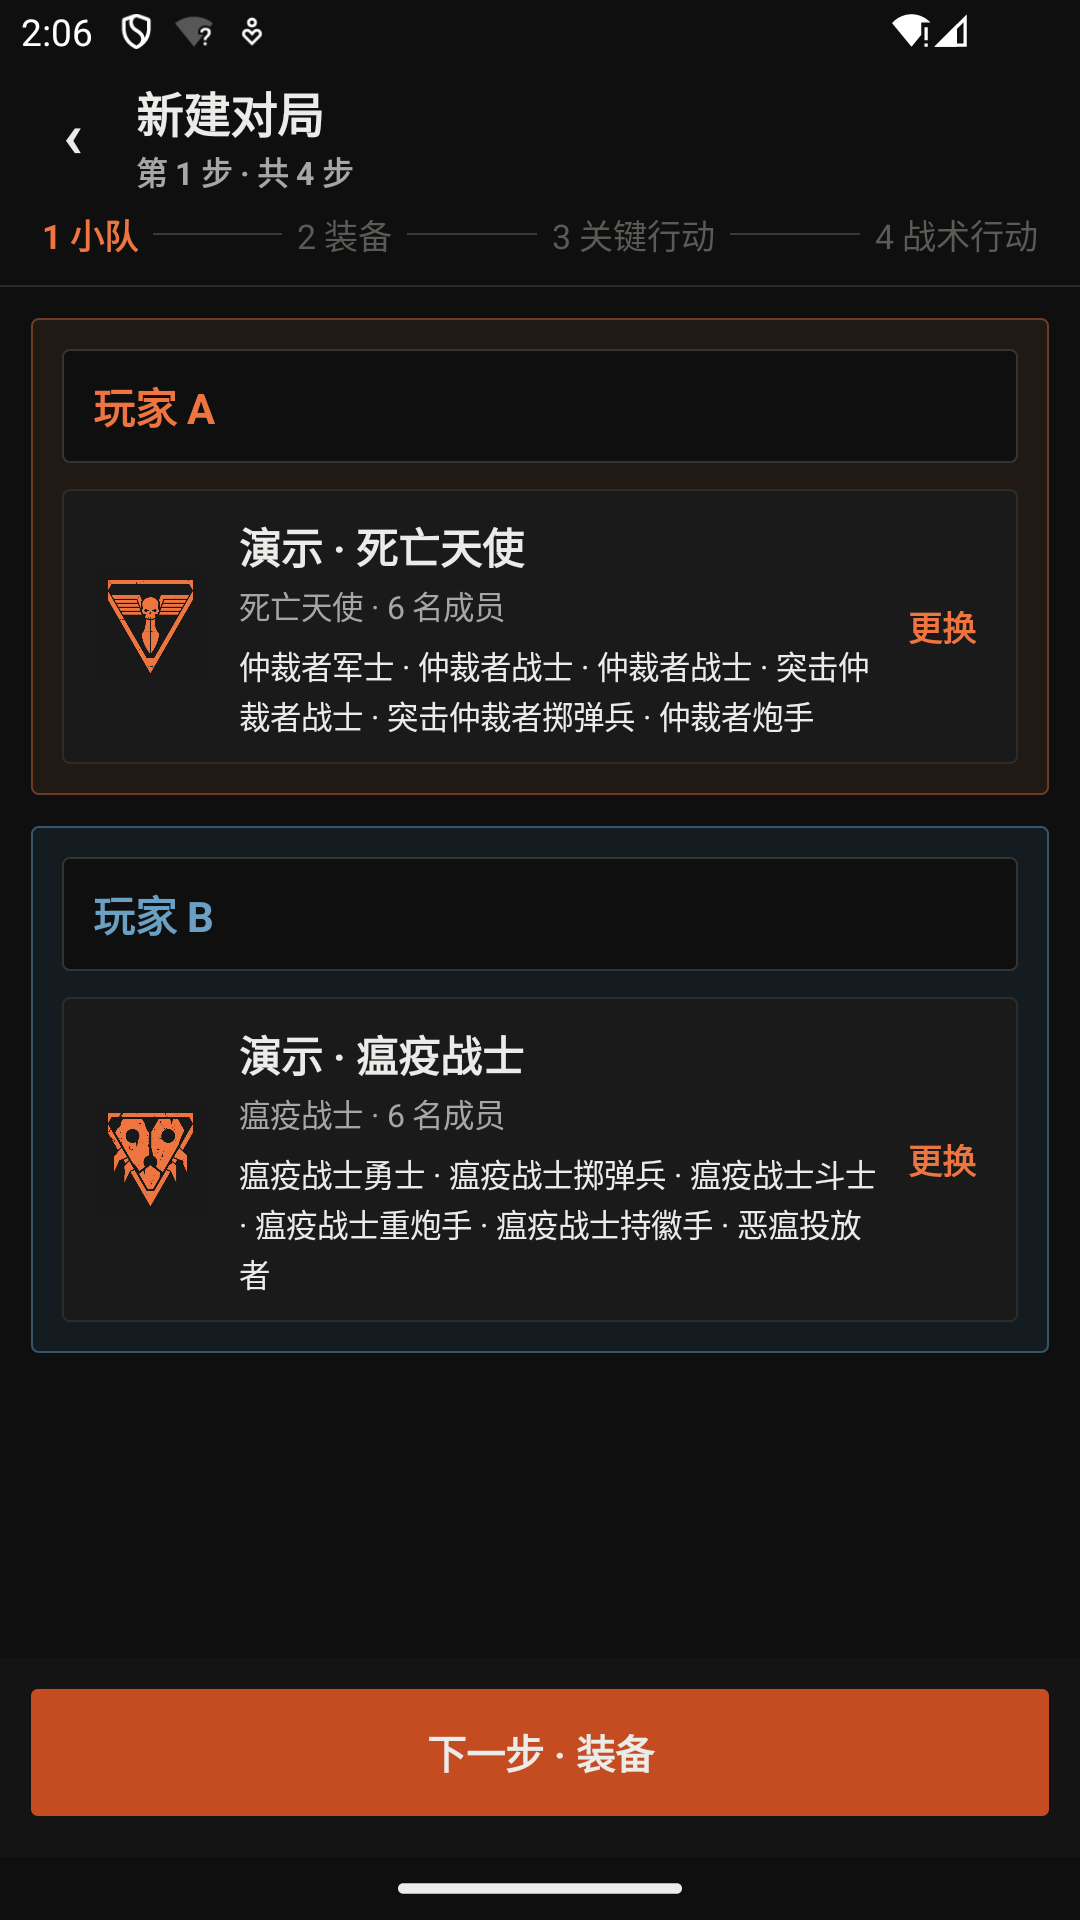 2:06
新建对局
第 1 步 · 共 4 步
1 小队
2 装备
3 关键行动
4 战术行动
玩家 A
演示 · 死亡天使
死亡天使 · 6 名成员
仲裁者军士 · 仲裁者战士 · 仲裁者战士 · 突击仲
裁者战士 · 突击仲裁者掷弹兵 · 仲裁者炮手
更换
玩家 B
演示 · 瘟疫战士
瘟疫战士 · 6 名成员
瘟疫战士勇士 · 瘟疫战士掷弹兵 · 瘟疫战士斗士
· 瘟疫战士重炮手 · 瘟疫战士持徽手 · 恶瘟投放
者
更换
下一步 · 装备